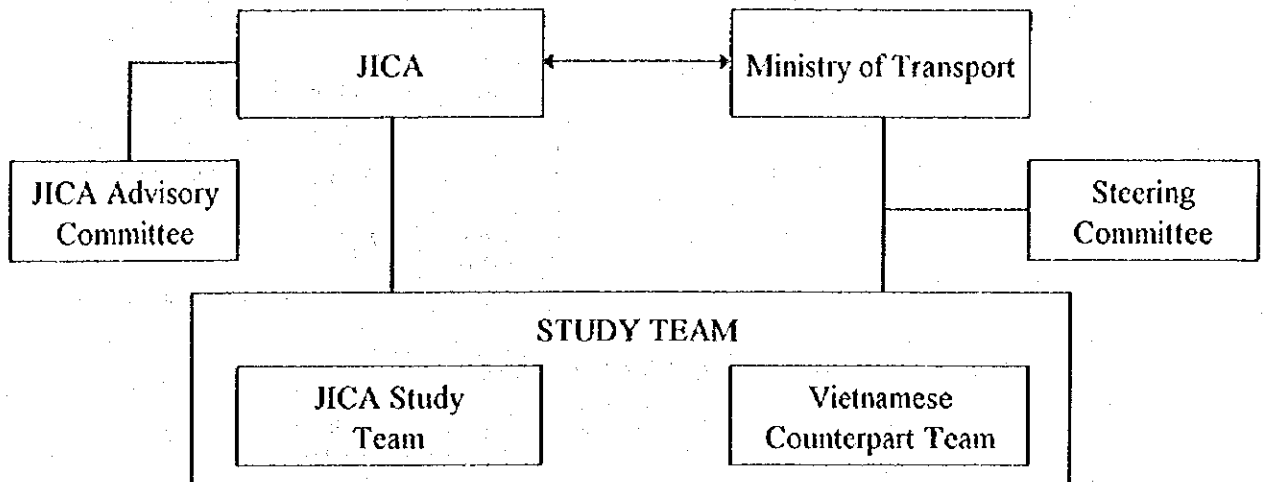 JICA
Ministry of Transport
JICA Advisory
Committee
Steering
Committee
STUDY TEAM
JICA Study
Team
Vietnamese
Counterpart Team